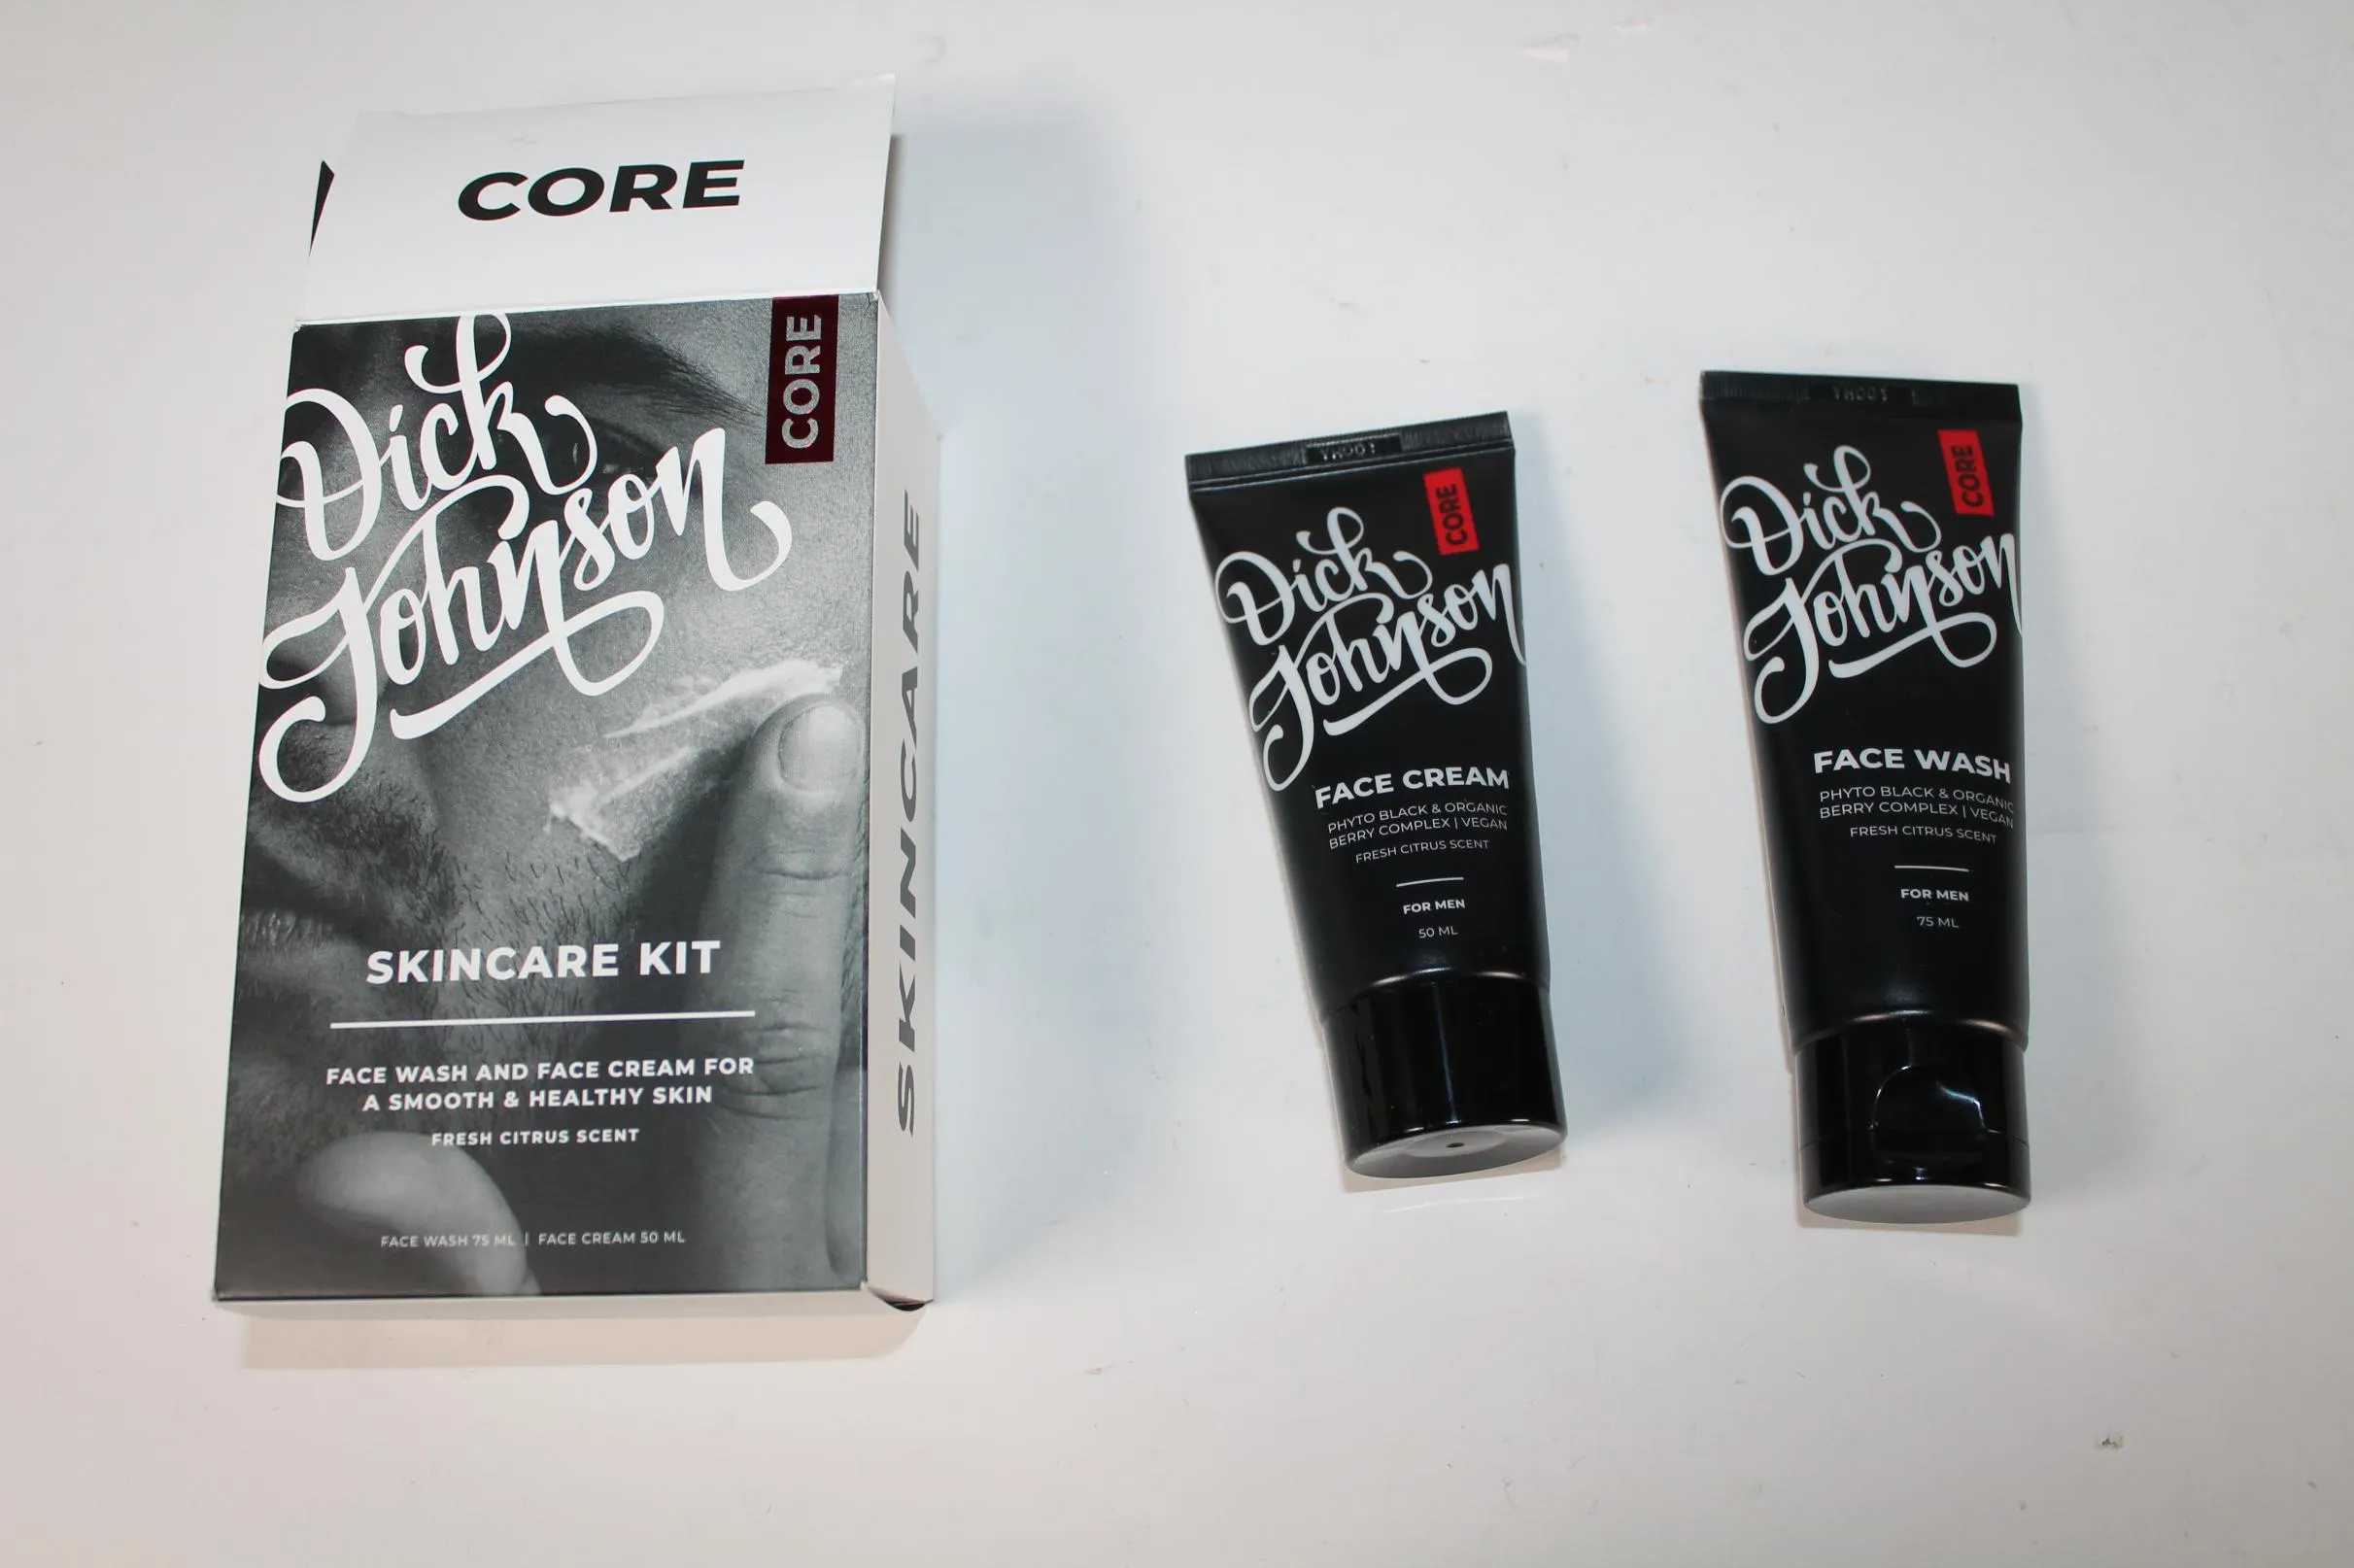 CORE
CORE
Dick
Johnson
SKINCARE KIT
FACE WASH AND FACE CREAM FOR
A SMOOTH & HEALTHY SKIN
FRESH CITRUS SCENT
FACE WASH 75 ML | FACE CREAM 50 ML
SKINCARE
CORE
Dick
Johnson
FACE CREAM
PHYTO BLACK & ORGANIC
BERRY COMPLEX | VEGAN
FRESH CITRUS SCENT
FOR MEN
50 ML
CORE
Dick
Johnson
FACE WASH
PHYTO BLACK & ORGANIC
BERRY COMPLEX | VEGAN
FRESH CITRUS SCENT
FOR MEN
75 ML